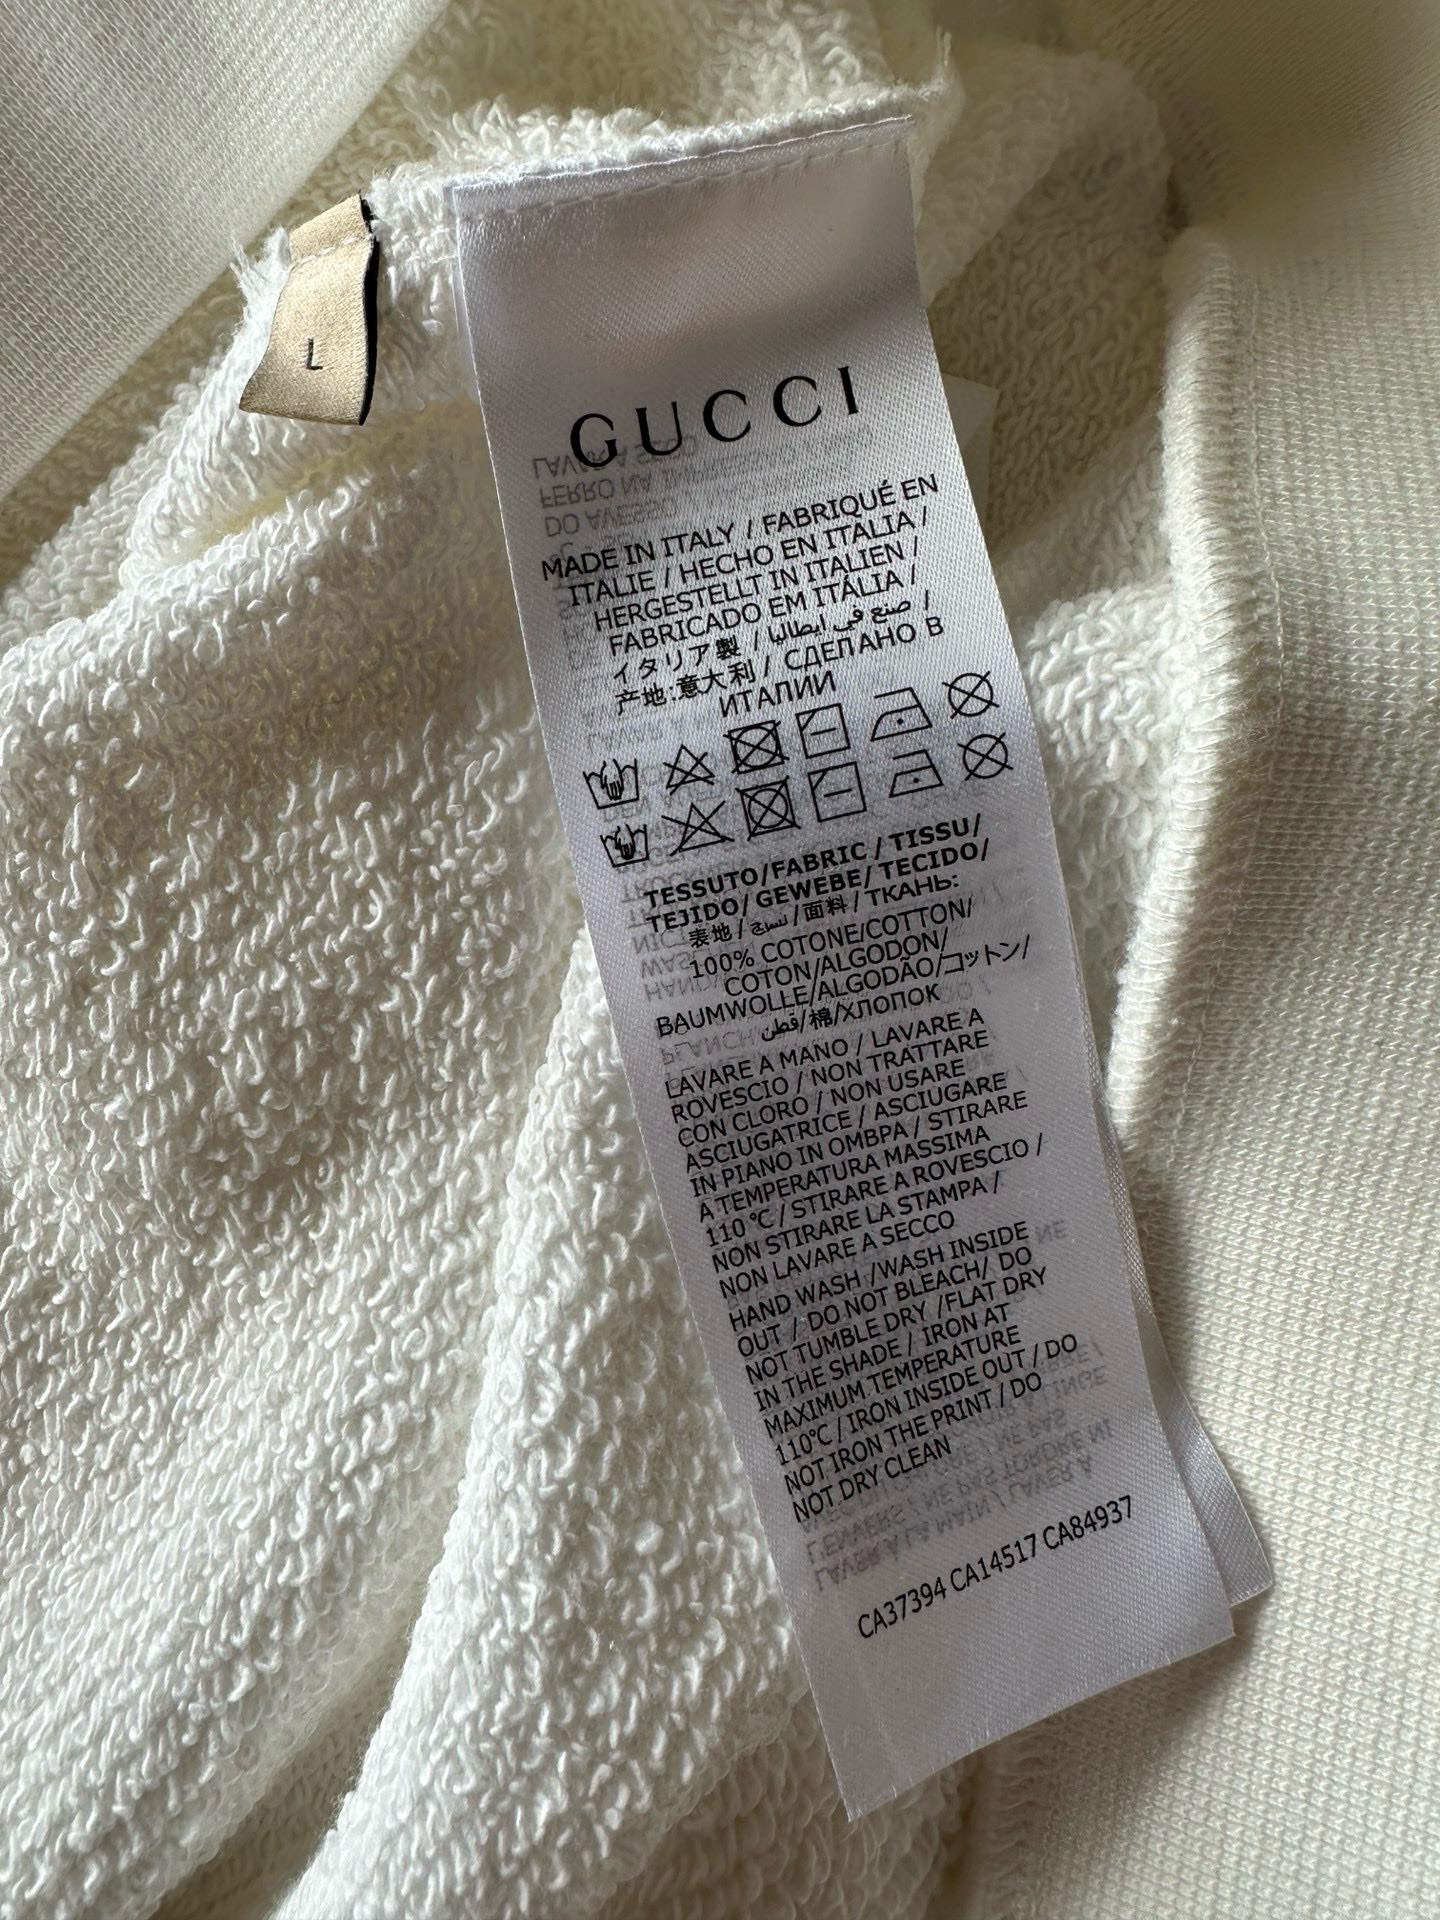 L
GUCCI
MADE IN ITALY / FABRIQUÉ EN
ITALIE / HECHO EN ITALIA /
HERGESTELLT IN ITALIEN /
FABRICADO EM ITÁLIA /
イタリア製 / صنع في ايطاليا /
产地:意大利 / СДЕПАНО В
ИТАПИИ
TESSUTO/FABRIC / TISSU/
TEJIDO/ GEWEBE/ TECIDO/
表地 / نسيج / 面料 / ТКАНЬ:
100% COTONE/COTTON/
COTON/ALGODON/
BAUMWOLLE/ALGODÃO/コットン/
قطن/棉/ХЛОПОК
LAVARE A MANO / LAVARE A
ROVESCIO / NON TRATTARE
CON CLORO / NON USARE
ASCIUGATRICE / ASCIUGARE
IN PIANO IN OMBPA / STIRARE
A TEMPERATURA MASSIMA
110 °C / STIRARE A ROVESCIO /
NON STIRARE LA STAMPA /
NON LAVARE A SECCO
HAND WASH /WASH INSIDE
OUT / DO NOT BLEACH/ DO
NOT TUMBLE DRY /FLAT DRY
IN THE SHADE / IRON AT
MAXIMUM TEMPERATURE
110°C / IRON INSIDE OUT / DO
NOT IRON THE PRINT / DO
NOT DRY CLEAN
CA37394 CA14517 CA84937